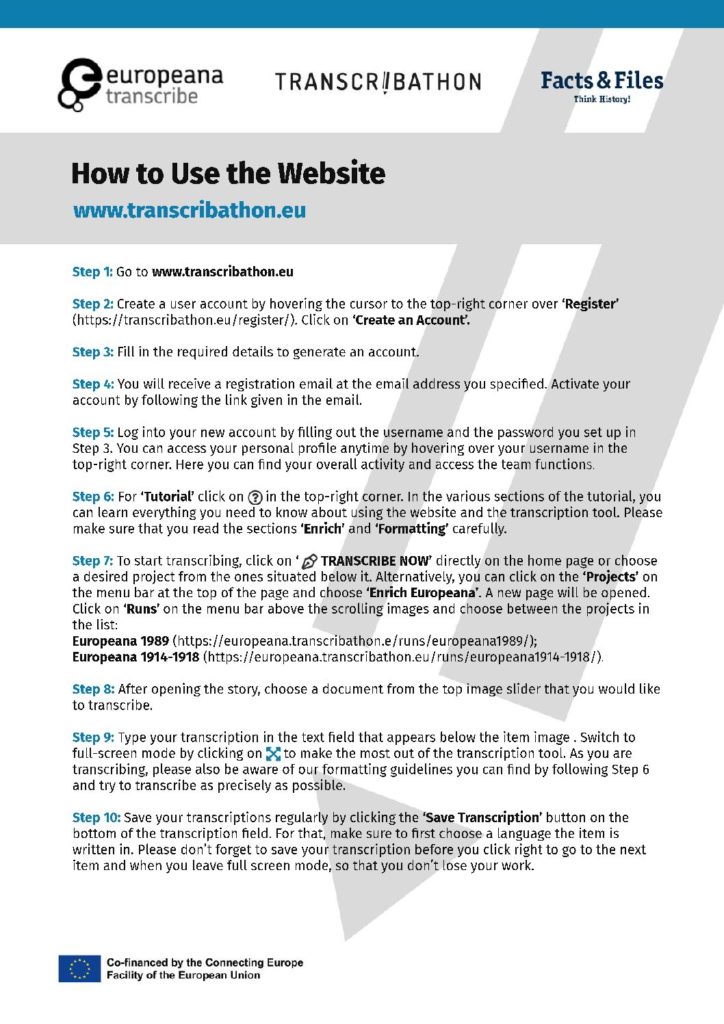 europeana
transcribe
TRANSCRIBATHON
Facts & Files
Think History!
How to Use the Website
www.transcribathon.eu
Step 1: Go to www.transcribathon.eu
Step 2: Create a user account by hovering the cursor to the top-right corner over ‘Register’
(https://transcribathon.eu/register/). Click on ‘Create an Account’.
Step 3: Fill in the required details to generate an account.
Step 4: You will receive a registration email at the email address you specified. Activate your
account by following the link given in the email.
Step 5: Log into your new account by filling out the username and the password you set up in
Step 3. You can access your personal profile anytime by hovering over your username in the
top-right corner. Here you can find your overall activity and access the team functions.
Step 6: For ‘Tutorial’ click on ? in the top-right corner. In the various sections of the tutorial, you
can learn everything you need to know about using the website and the transcription tool. Please
make sure that you read the sections ‘Enrich’ and ‘Formatting’ carefully.
Step 7: To start transcribing, click on ‘ TRANSCRIBE NOW’ directly on the home page or choose
a desired project from the ones situated below it. Alternatively, you can click on the ‘Projects’ on
the menu bar at the top of the page and choose ‘Enrich Europeana’. A new page will be opened.
Click on ‘Runs’ on the menu bar above the scrolling images and choose between the projects in
the list:
Europeana 1989 (https://europeana.transcribathon.e/runs/europeana1989/);
Europeana 1914-1918 (https://europeana.transcribathon.eu/runs/europeana1914-1918/).
Step 8: After opening the story, choose a document from the top image slider that you would like
to transcribe.
Step 9: Type your transcription in the text field that appears below the item image . Switch to
full-screen mode by clicking on to make the most out of the transcription tool. As you are
transcribing, please also be aware of our formatting guidelines you can find by following Step 6
and try to transcribe as precisely as possible.
Step 10: Save your transcriptions regularly by clicking the ‘Save Transcription’ button on the
bottom of the transcription field. For that, make sure to first choose a language the item is
written in. Please don’t forget to save your transcription before you click right to go to the next
item and when you leave full screen mode, so that you don’t lose your work.
Co-financed by the Connecting Europe
Facility of the European Union